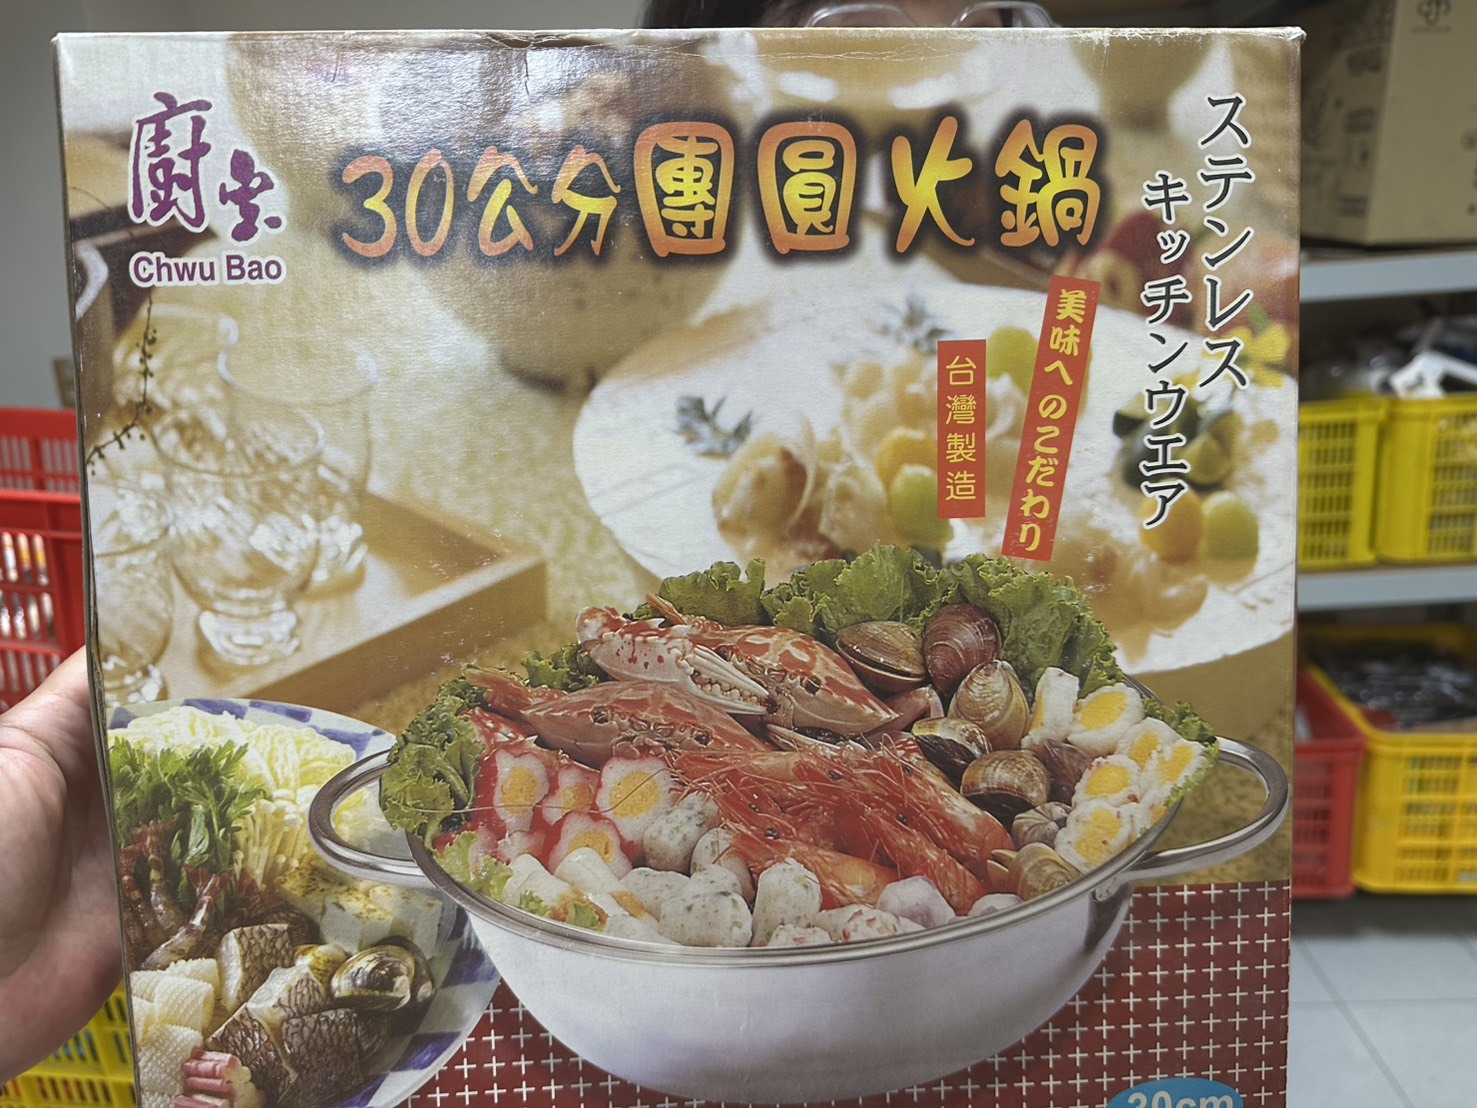 廚寶
Chwu Bao
30公分團圓火鍋
ステンレス
キッチンウエア
美味へのこだわり
台灣製造
30cm